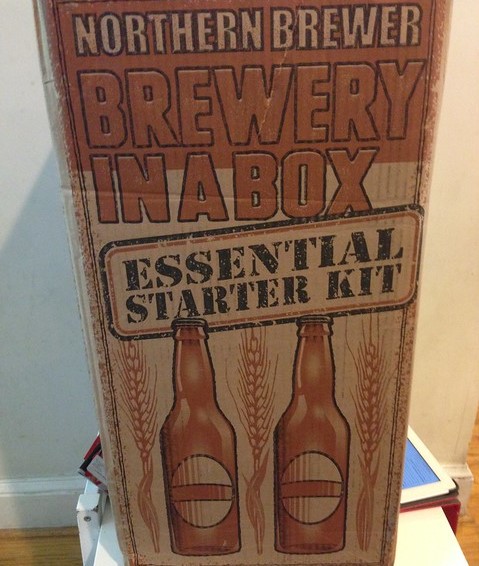 NORTHERN BREWER
BREWERY
IN A BOX
ESSENTIAL
STARTER KIT